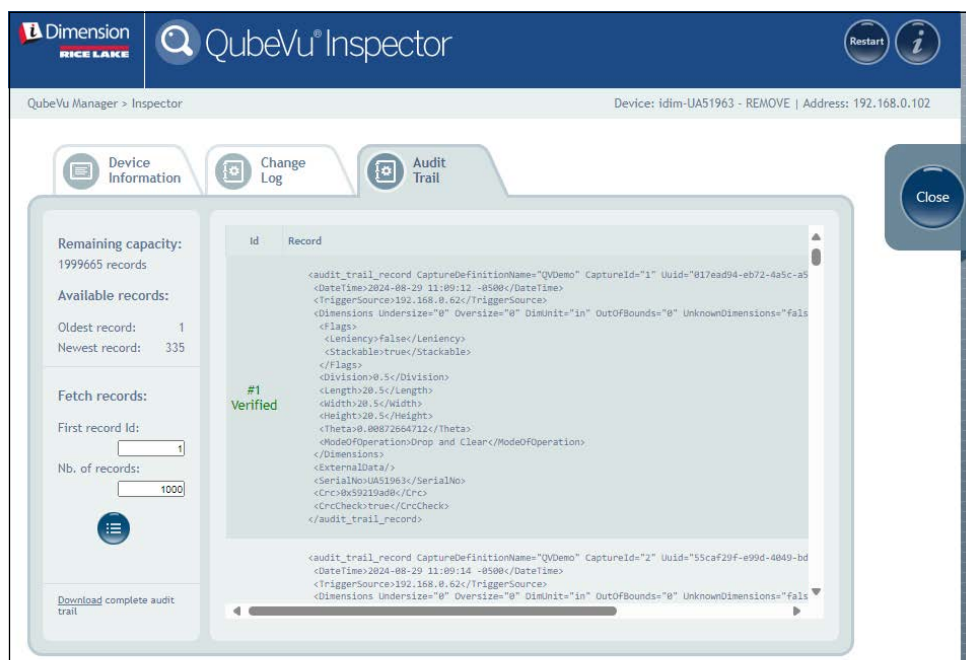 iDimension
RICE LAKE
QubeVu® Inspector
Restart
i
QubeVu Manager > Inspector
Device: idim-UA51963 - REMOVE | Address: 192.168.0.102
Device Information
Change Log
Audit Trail
Close
Remaining capacity:
1999665 records
Available records:
Oldest record: 1
Newest record: 335
Fetch records:
First record Id:
1
Nb. of records:
1000
Download complete audit
trail
Id Record
#1
Verified
<audit_trail_record CaptureDefinitionName="QVDemo" CaptureId="1" Uuid="017ead94-eb72-4a5c-a5
<DateTime>2024-08-29 11:09:12 -0500</DateTime>
<TriggerSource>192.168.0.62</TriggerSource>
<Dimensions Undersize="0" Oversize="0" DimUnit="in" OutOfBounds="0" UnknownDimensions="fals
<Flags>
<Leniency>false</Leniency>
<Stackable>true</Stackable>
</Flags>
<Division>0.5</Division>
<Length>20.5</Length>
<Width>20.5</Width>
<Height>20.5</Height>
<Theta>0.00872664712</Theta>
<ModeOfOperation>Drop and Clear</ModeOfOperation>
</Dimensions>
<ExternalData/>
<SerialNo>UA51963</SerialNo>
<Crc>0x59219ad0</Crc>
<CrcCheck>true</CrcCheck>
</audit_trail_record>
<audit_trail_record CaptureDefinitionName="QVDemo" CaptureId="2" Uuid="55caf29f-e99d-4049-bd
<DateTime>2024-08-29 11:09:14 -0500</DateTime>
<TriggerSource>192.168.0.62</TriggerSource>
<Dimensions Undersize="0" Oversize="0" DimUnit="in" OutOfBounds="0" UnknownDimensions="fals